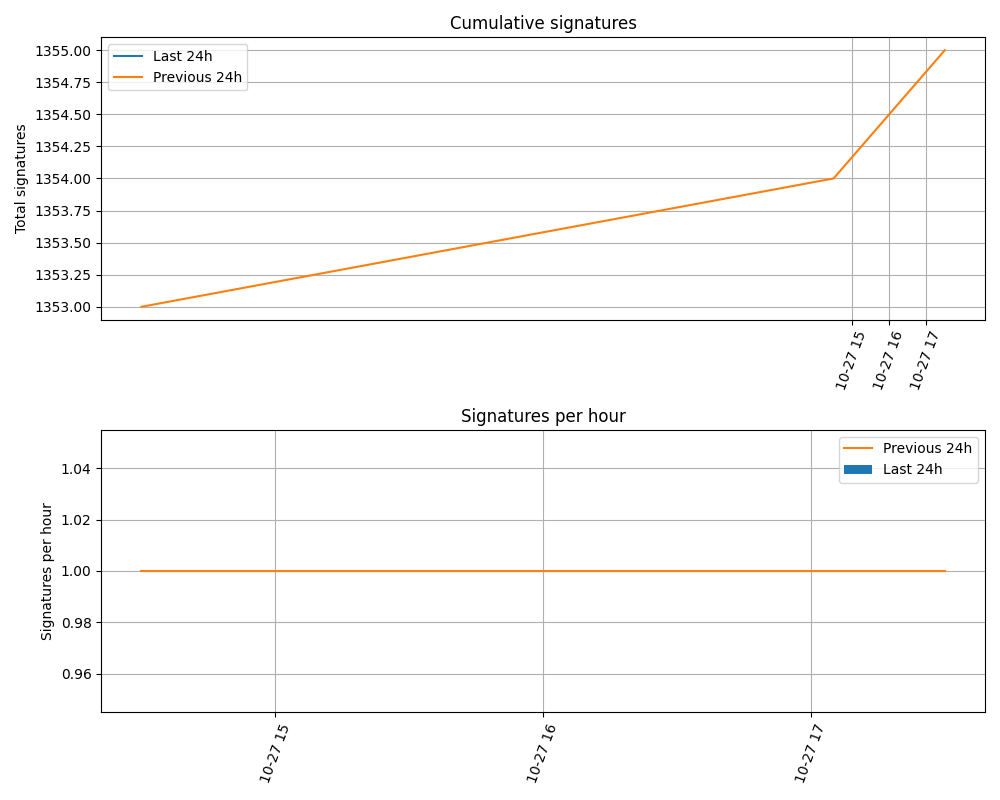 Cumulative signatures
Last 24h
Previous 24h
Total signatures
1355.00
1354.75
1354.50
1354.25
1354.00
1353.75
1353.50
1353.25
1353.00
10-27 15
10-27 16
10-27 17
Signatures per hour
Previous 24h
Last 24h
Signatures per hour
1.04
1.02
1.00
0.98
0.96
10-27 15
10-27 16
10-27 17